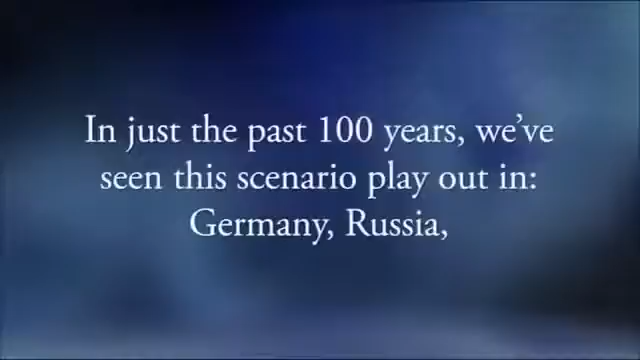 In just the past 100 years, we've
seen this scenario play out in:
Germany, Russia,